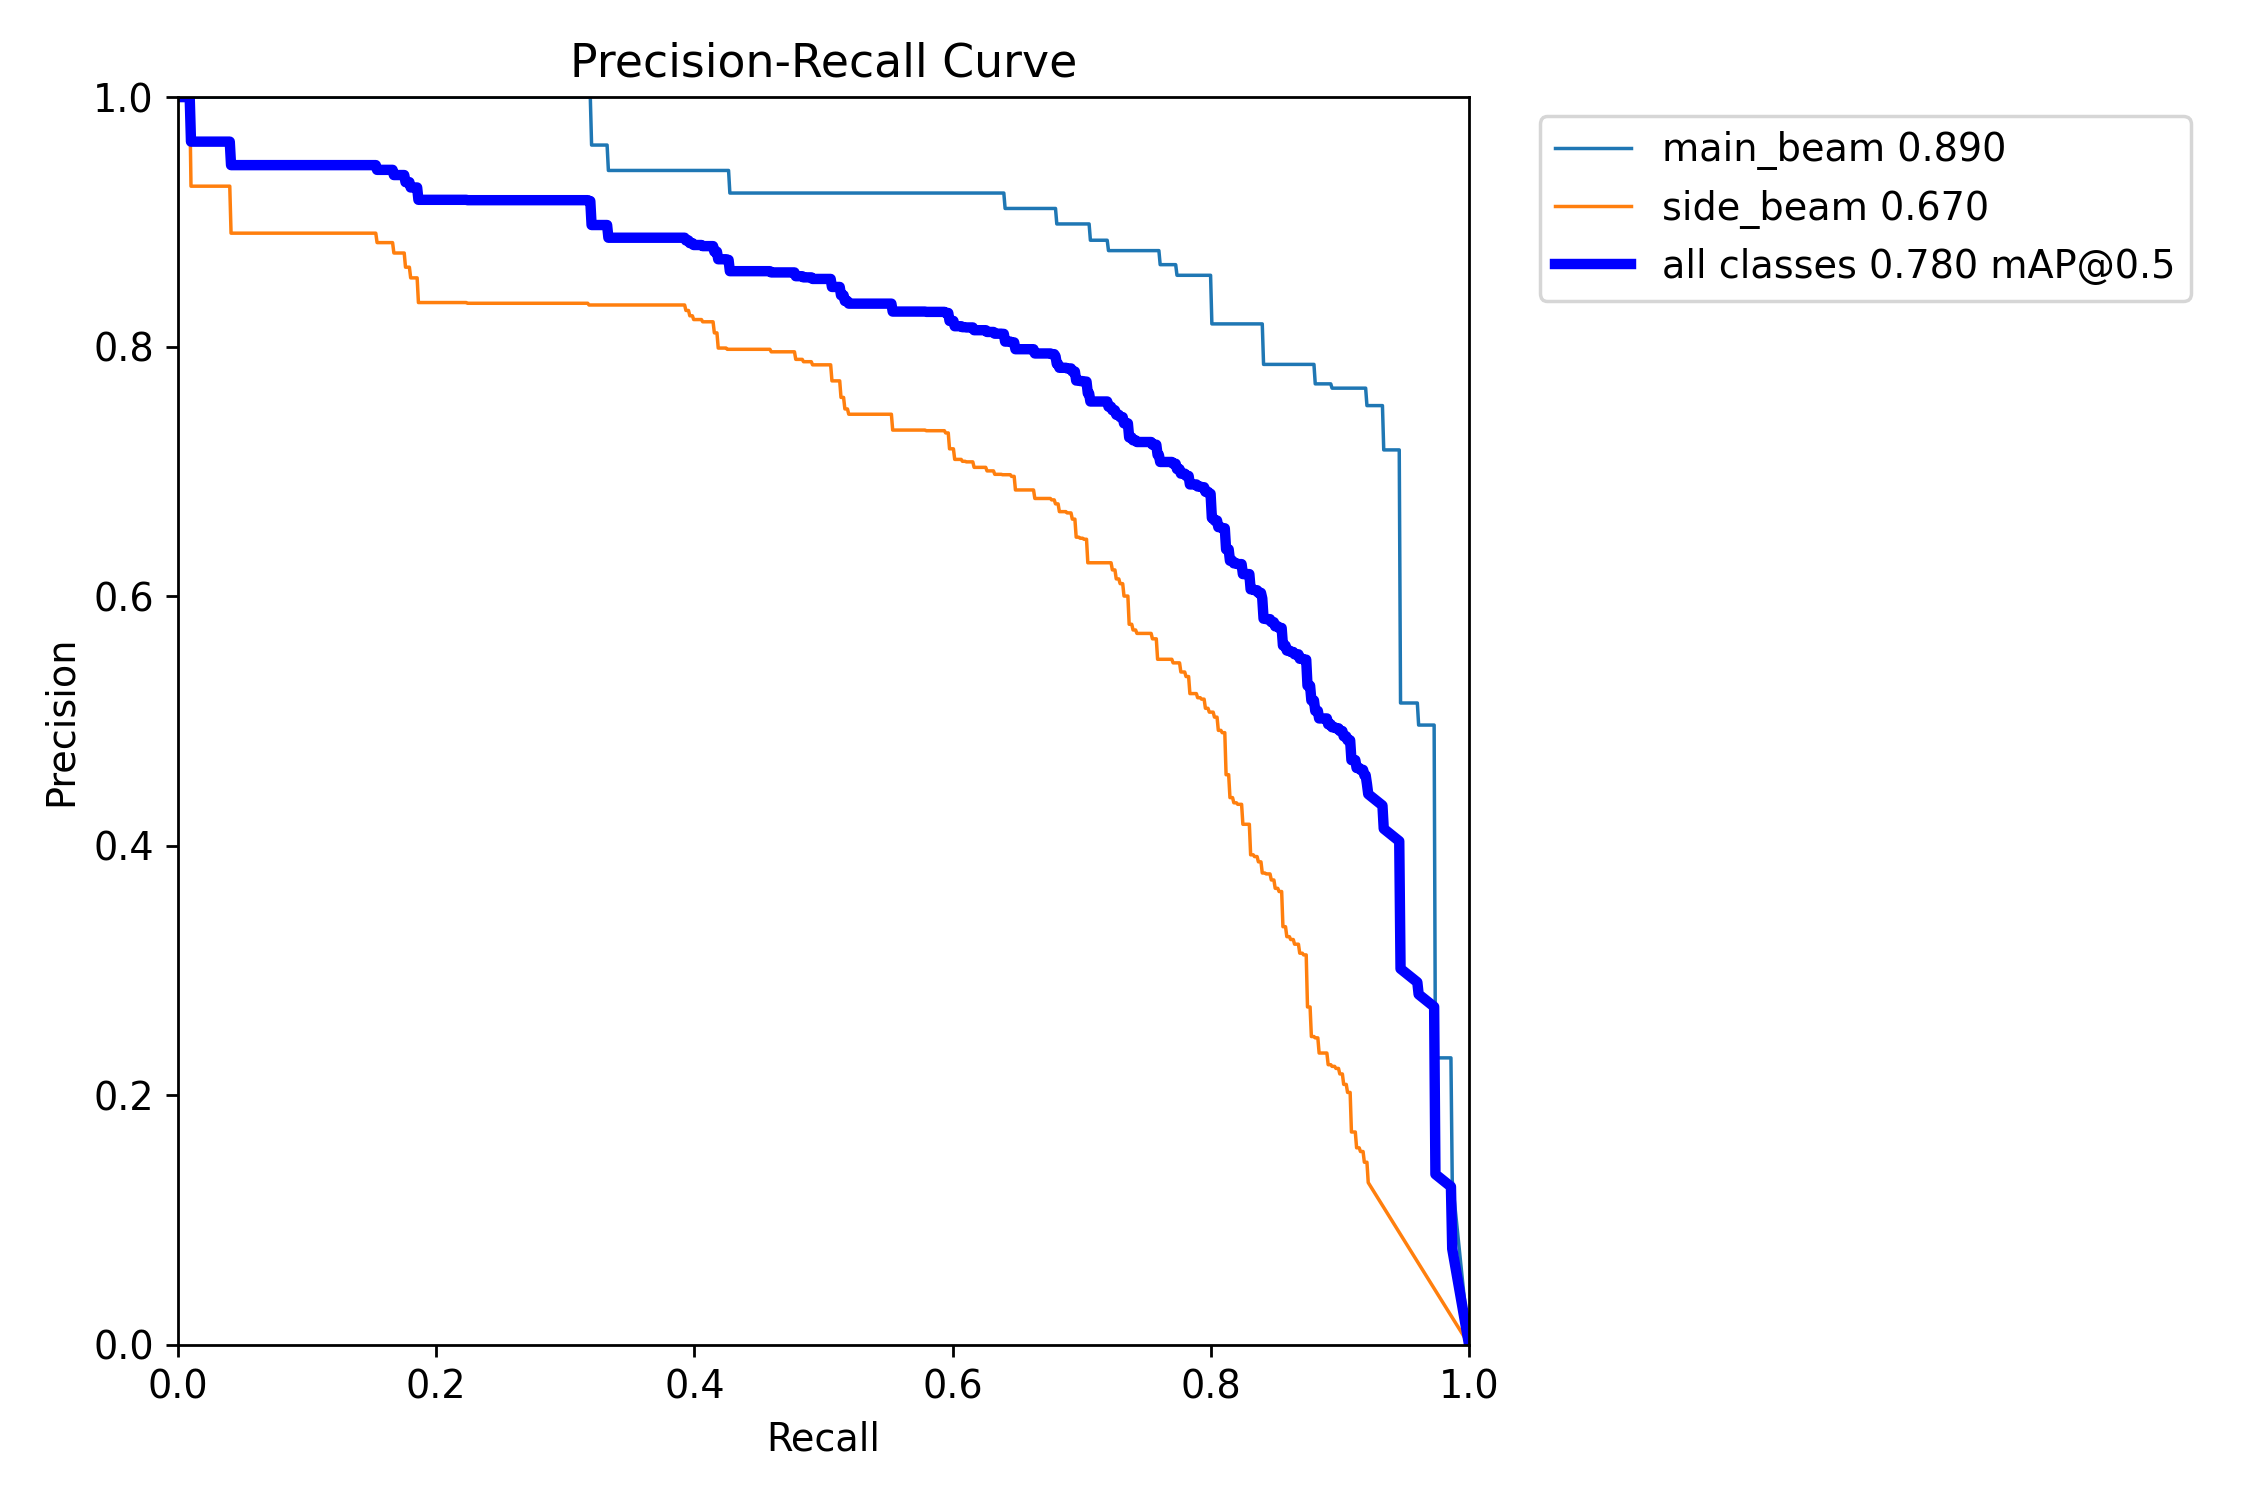 Precision-Recall Curve
1.0
0.8
0.6
0.4
0.2
0.0
Precision
0.0 0.2 0.4 0.6 0.8 1.0
Recall
main_beam 0.890
side_beam 0.670
all classes 0.780 mAP@0.5